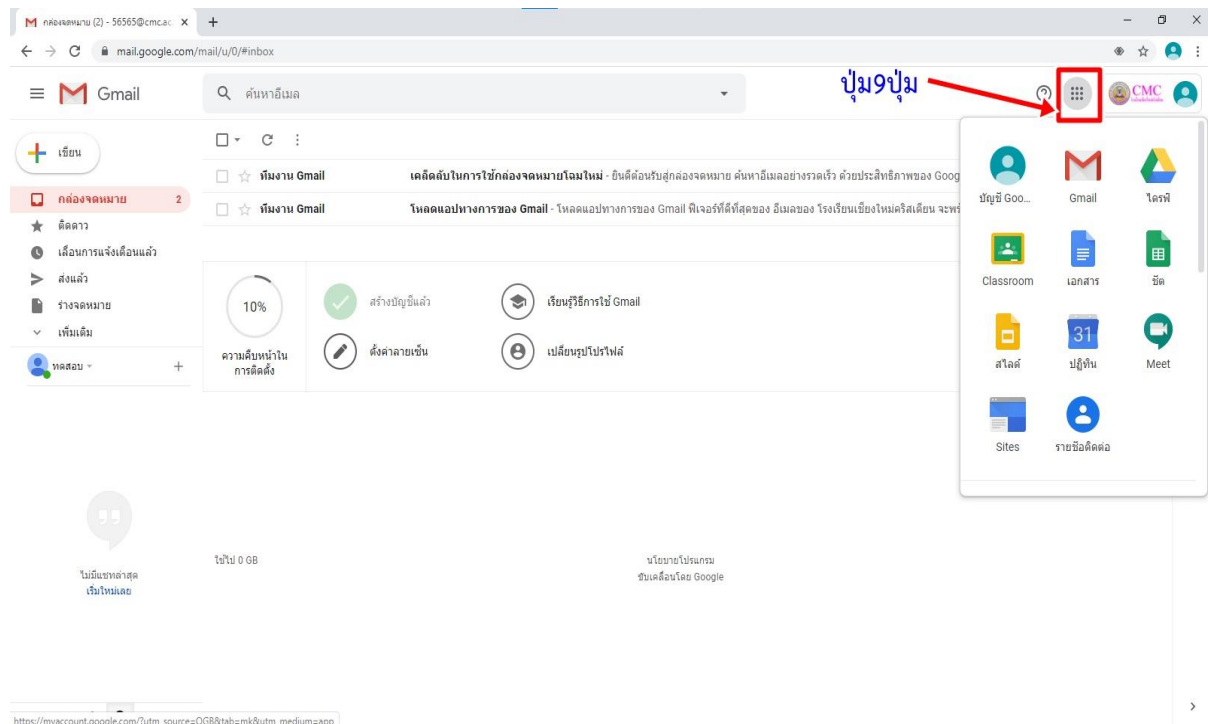 กล่องจดหมาย (2) - 56565@cmc.ac.
mail.google.com/mail/u/0/#inbox
Gmail
ค้นหาอีเมล
ปุ่ม9ปุ่ม
CMC
เขียน
กล่องจดหมาย 2
ติดดาว
เลื่อนการแจ้งเตือนแล้ว
ส่งแล้ว
ร่างจดหมาย
เพิ่มเติม
ทดสอบ
ทีมงาน Gmail เคล็ดลับในการใช้กล่องจดหมายโฉมใหม่ - ยินดีต้อนรับสู่กล่องจดหมาย ค้นหาอีเมลอย่างรวดเร็ว ด้วยประสิทธิภาพของ Goog
ทีมงาน Gmail โหลดแอปทางการของ Gmail - โหลดแอปทางการของ Gmail ฟีเจอร์ที่ดีที่สุดของ อีเมลของ โรงเรียนเชียงใหม่คริสเตียน จะพร
10%
ความคืบหน้าใน
การติดตั้ง
สร้างบัญชีแล้ว
เรียนรู้วิธีการใช้ Gmail
ตั้งค่าลายเซ็น
เปลี่ยนรูปโปรไฟล์
บัญชี Goo... Gmail ไดรฟ์
Classroom เอกสาร ชีต
31
สไลด์ ปฏิทิน Meet
Sites รายชื่อติดต่อ
ไม่มีแชทล่าสุด
เริ่มใหม่เลย
ใช้ไป 0 GB
นโยบายโปรแกรม
ขับเคลื่อนโดย Google
https://myaccount.google.com/?utm_source=OGB&tab=mk&utm_medium=app